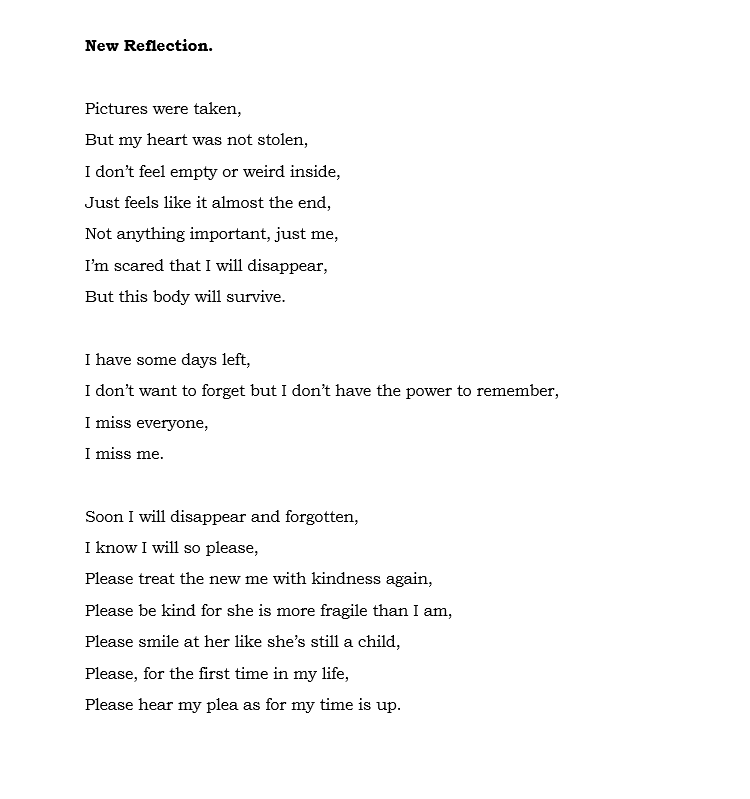 New Reflection.
Pictures were taken,
But my heart was not stolen,
I don’t feel empty or weird inside,
Just feels like it almost the end,
Not anything important, just me,
I’m scared that I will disappear,
But this body will survive.
I have some days left,
I don’t want to forget but I don’t have the power to remember,
I miss everyone,
I miss me.
Soon I will disappear and forgotten,
I know I will so please,
Please treat the new me with kindness again,
Please be kind for she is more fragile than I am,
Please smile at her like she’s still a child,
Please, for the first time in my life,
Please hear my plea as for my time is up.